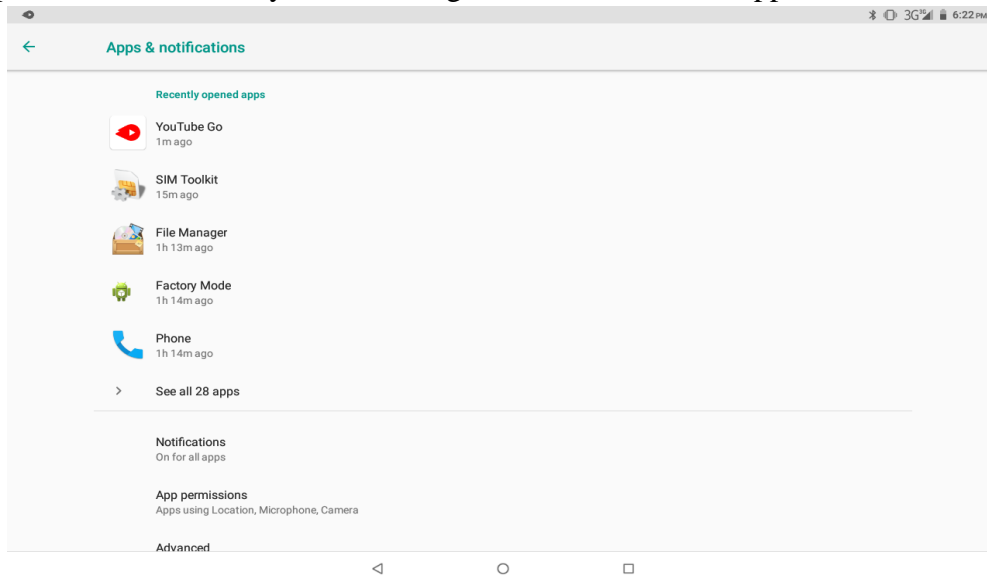 3G 3G 6:22 PM
Apps & notifications
Recently opened apps
YouTube Go
1m ago
SIM Toolkit
15m ago
File Manager
1h 13m ago
Factory Mode
1h 14m ago
Phone
1h 14m ago
See all 28 apps
Notifications
On for all apps
App permissions
Apps using Location, Microphone, Camera
Advanced